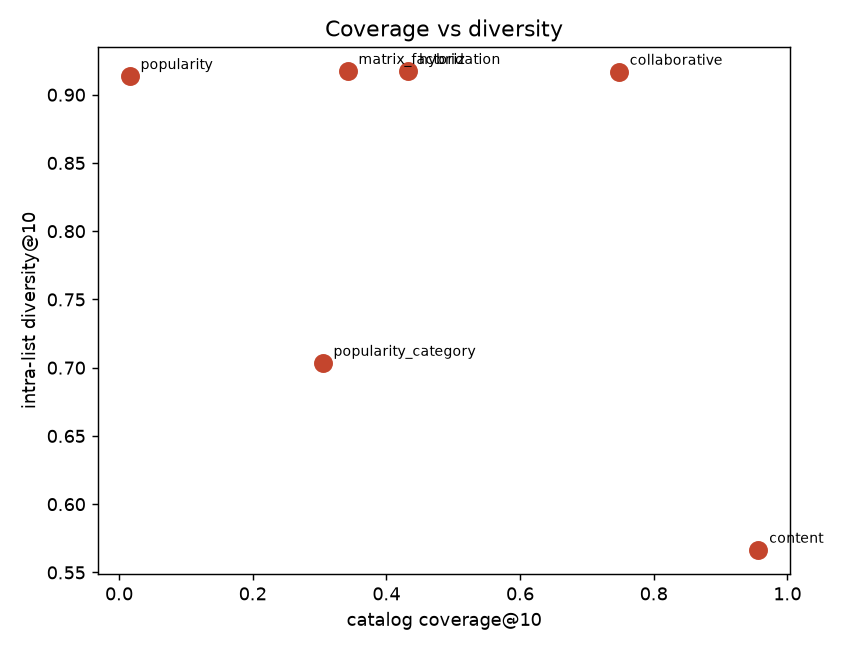 Coverage vs diversity
popularity
matrix_factorization
hybrid
collaborative
popularity_category
content
0.90
0.85
0.80
0.75
0.70
0.65
0.60
0.55
intra-list diversity@10
0.0 0.2 0.4 0.6 0.8 1.0
catalog coverage@10